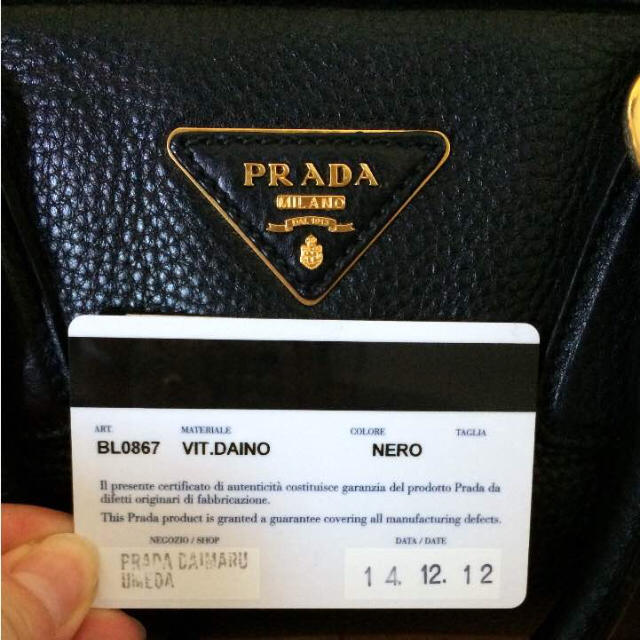 PRADA
MILANO
DAL 1913
ART. MATERIALE COLORE TAGLIA
BL0867 VIT.DAINO NERO
Il presente certificato di autenticità costituisce garanzia del prodotto Prada da
difetti originari di fabbricazione.
This Prada product is granted a guarantee covering all manufacturing defects.
NEGOZIO / SHOP DATA / DATE
PRADA DAIMARU
UMEDA
14. 12. 12